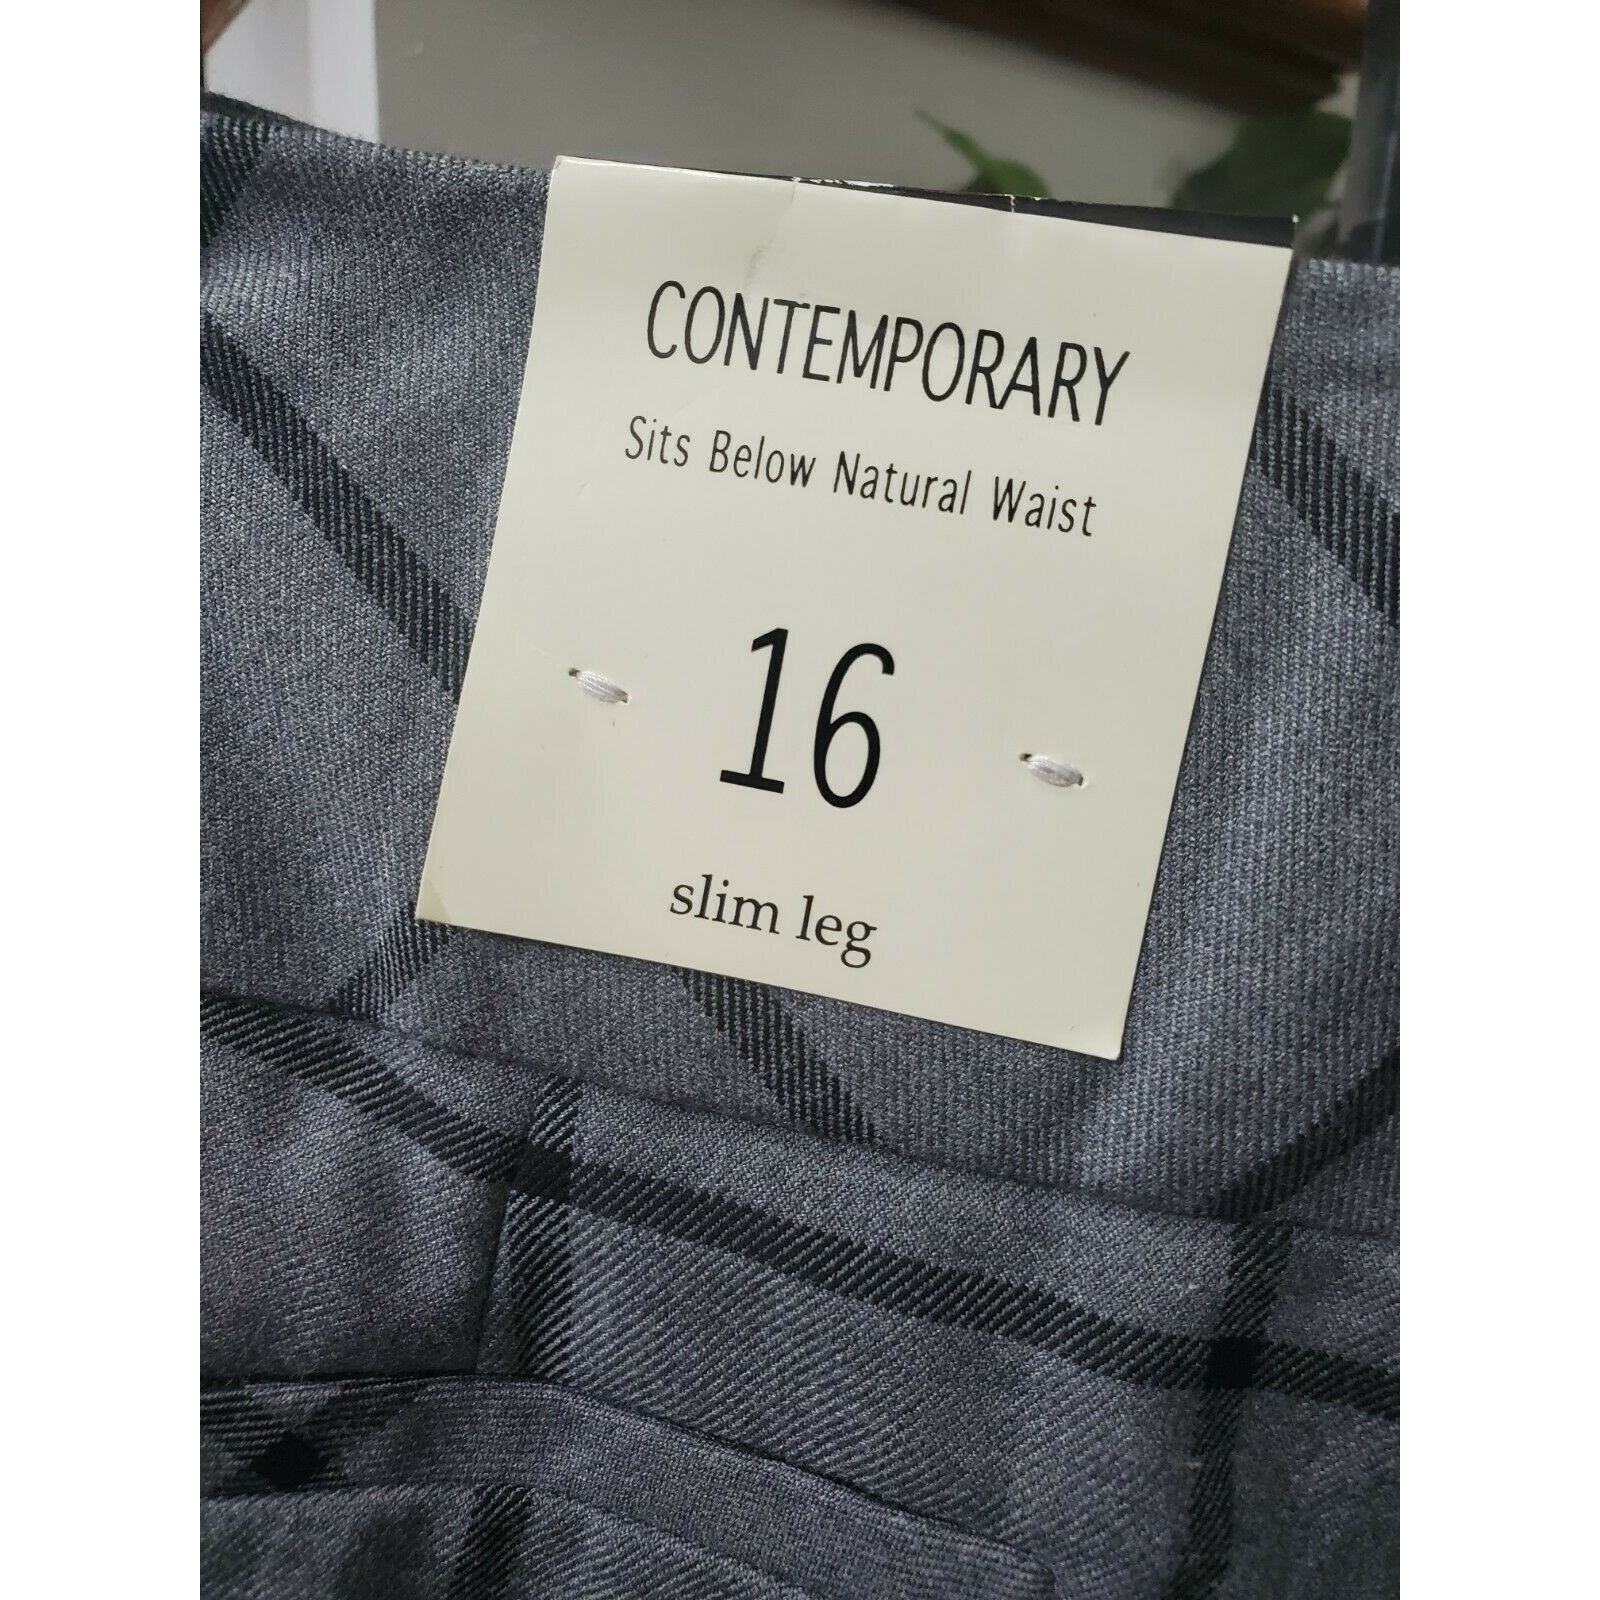 CONTEMPORARY
Sits Below Natural Waist
16
slim leg